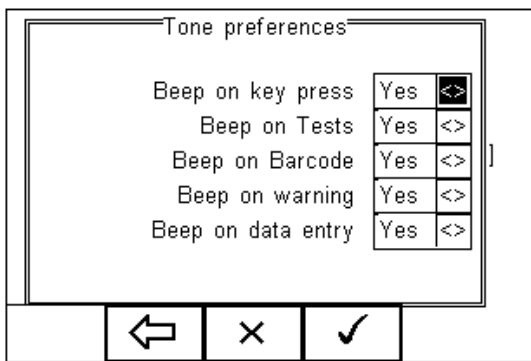 Tone preferences
Beep on key press Yes <>
Beep on Tests Yes <>
Beep on Barcode Yes <>
Beep on warning Yes <>
Beep on data entry Yes <>
]